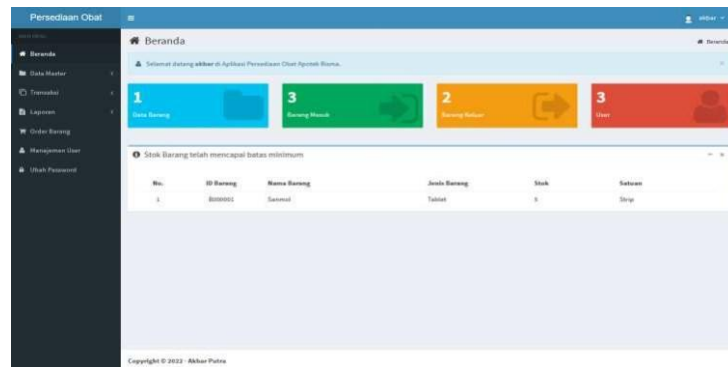 Persediaan Obat
akbar
Beranda
Beranda
Beranda
Selamat datang akbar di Aplikasi Persediaan Obat Apotek Risma.
Data Master
Transaksi
Laporan
Order Barang
Manajemen User
Ubah Password
1
Data Barang
3
Barang Masuk
2
Barang Keluar
3
User
Stok Barang telah mencapai batas minimum
No. ID Barang Nama Barang Jenis Barang Stok Satuan
1 B000001 Sanmol Tablet 5 Strip
Copyright © 2022 - Akbar Putra